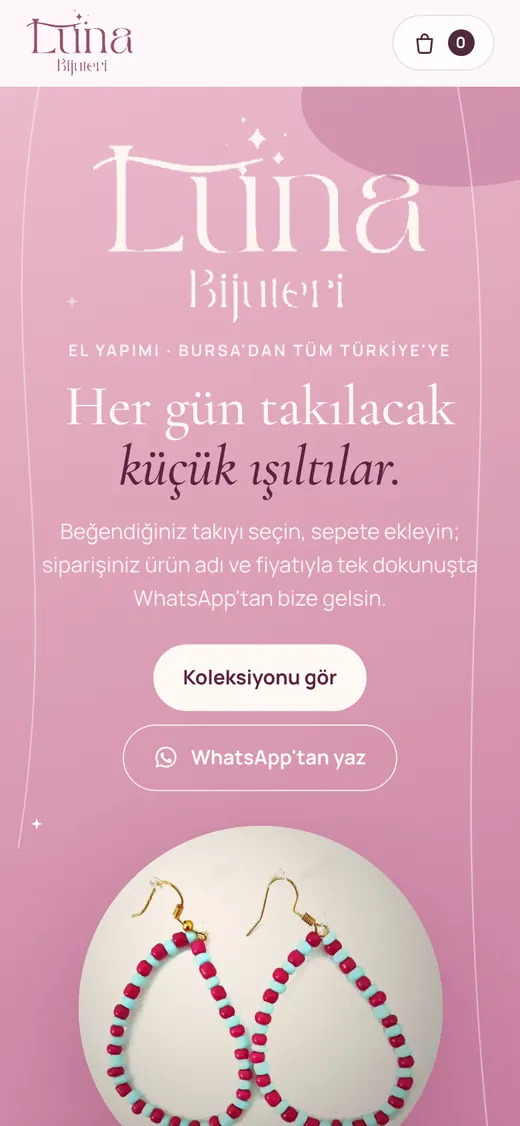 Luna
Bijuteri
0
Luna
Bijuteri
EL YAPIMI · BURSA'DAN TÜM TÜRKİYE'YE
Her gün takılacak
küçük ışıltılar.
Beğendiğiniz takıyı seçin, sepete ekleyin;
siparişiniz ürün adı ve fiyatıyla tek dokunuşta
WhatsApp'tan bize gelsin.
Koleksiyonu gör
WhatsApp'tan yaz